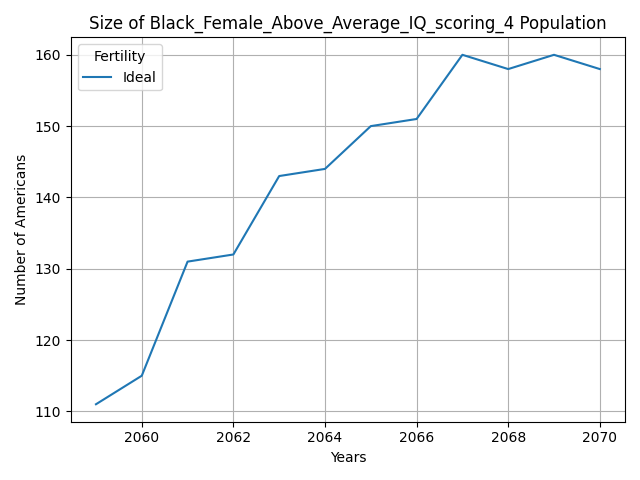 Size of Black_Female_Above_Average_IQ_scoring_4 Population
Fertility
Ideal
Number of Americans
160
150
140
130
120
110
2060 2062 2064 2066 2068 2070
Years